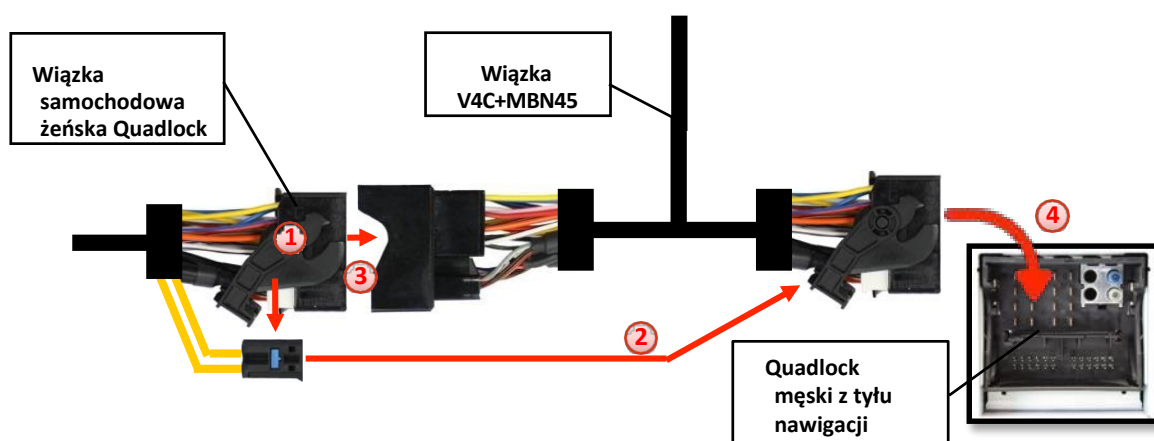 Wiązka
samochodowa
żeńska Quadlock
Wiązka
V4C+MBN45
1
3
4
2
Quadlock
męski z tyłu
nawigacji